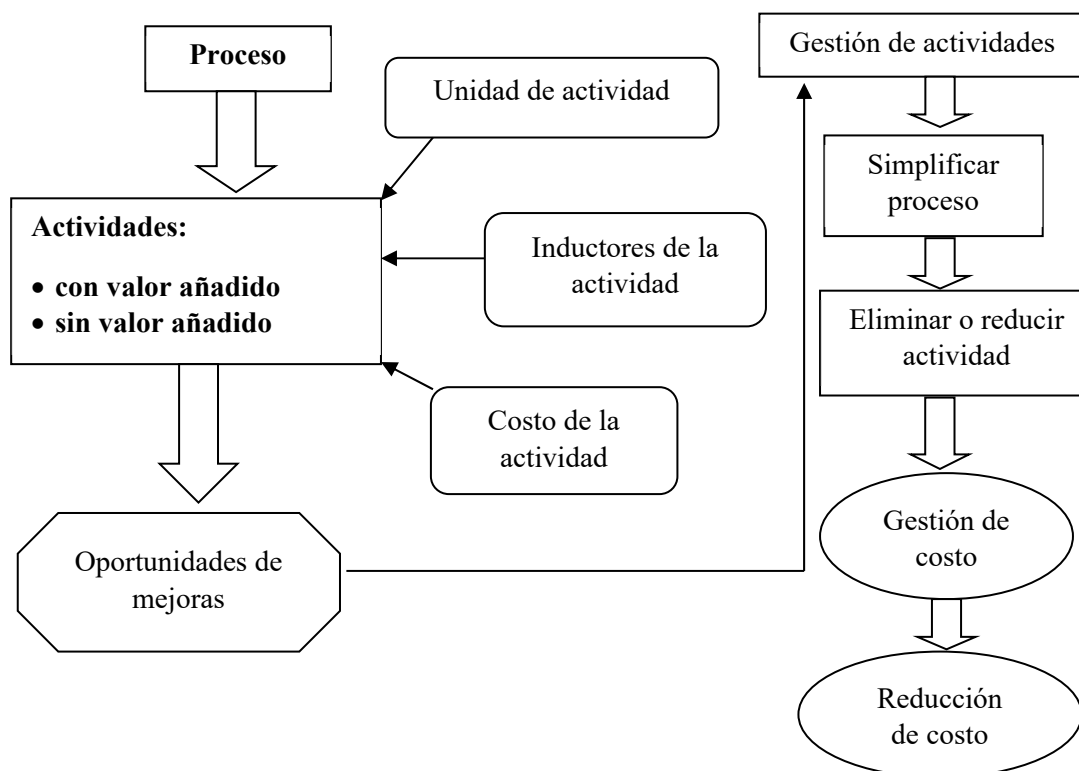 Proceso
Unidad de actividad
Actividades:
• con valor añadido
• sin valor añadido
Inductores de la
actividad
Costo de la
actividad
Oportunidades de
mejoras
Gestión de actividades
Simplificar
proceso
Eliminar o reducir
actividad
Gestión de
costo
Reducción
de costo